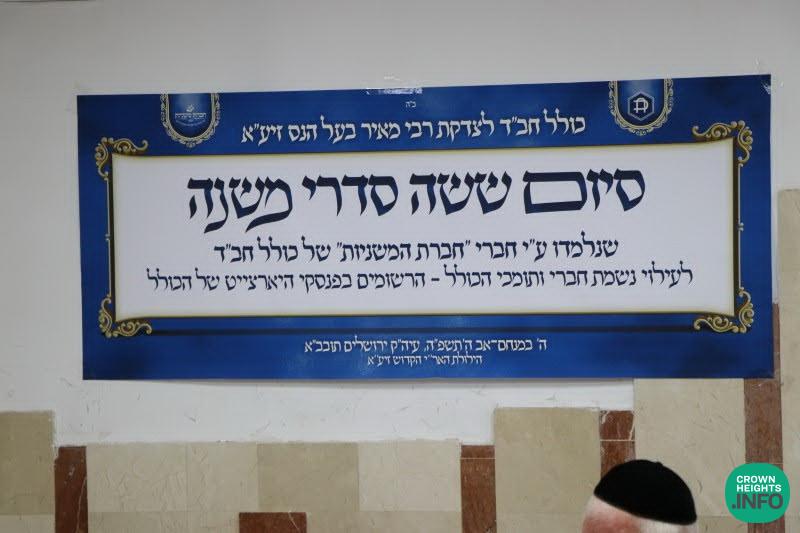 ב"ה
כולל חב"ד לצדקת רבי מאיר בעל הנס זיע"א
סיום ששה סדרי משנה
שנלמדו ע"י חברי "חברת המשניות" של כולל חב"ד
לעילוי נשמת חברי ותומכי הכולל – הרשומים בפנקסי היארצייט של הכולל
ה' במנחם-אב ה'תשפ"ה, עיה"ק ירושלים תובב"א
הילולת האר"י הקדוש זיע"א
CROWN
HEIGHTS
.INFO